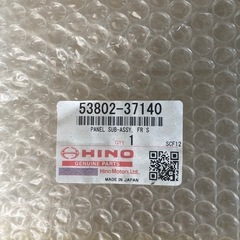 53802-37140
PANEL SUB-ASSY, FR S
QTY 1
SCF12
HINO
GENUINE PARTS
Hino Motors, Ltd.
MADE IN JAPAN